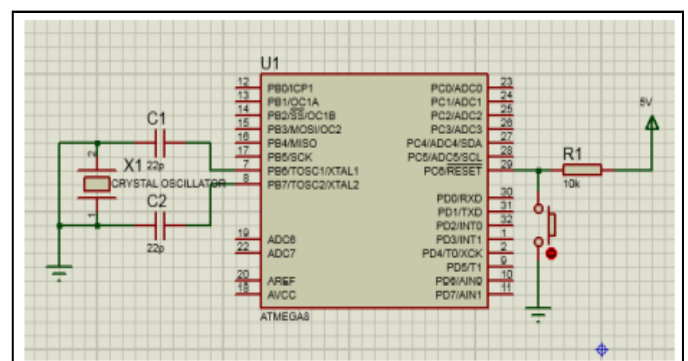 U1
12
PB0/ICP1
13
PB1/OC1A
14
PB2/SS/OC1B
15
PB3/MOSI/OC2
16
PB4/MISO
17
PB5/SCK
7
PB6/TOSC1/XTAL1
8
PB7/TOSC2/XTAL2
19
ADC6
22
ADC7
20
AREF
18
AVCC
PC0/ADC0
23
PC1/ADC1
24
PC2/ADC2
25
PC3/ADC3
26
PC4/ADC4/SDA
27
PC5/ADC5/SCL
28
PC6/RESET
29
PD0/RXD
30
PD1/TXD
31
PD2/INT0
32
PD3/INT1
1
PD4/T0/XCK
2
PD5/T1
9
PD6/AIN0
10
PD7/AIN1
11
ATMEGA8
C1
22p
X1
CRYSTAL OSCILLATOR
2
1
C2
22p
R1
10k
5V